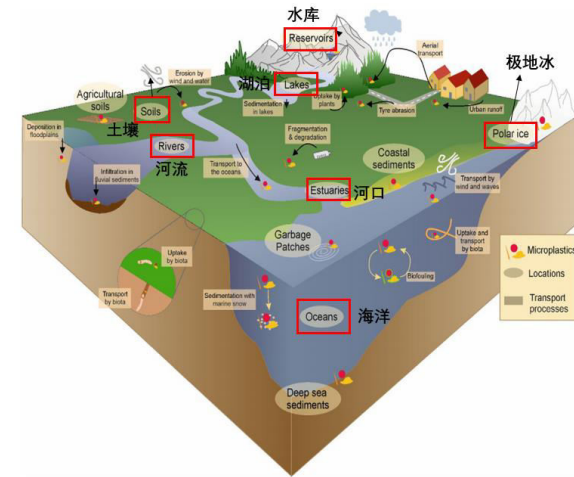 水库
Reservoirs
Aerial
transport
极地冰
Erosion by
wind and water
湖泊
Lakes
Agricultural
soils
Sedimentation
in lakes
Uptake by
plants
Tyre abrasion
Urban runoff
Soils
土壤
Polar ice
Deposition in
floodplains
Fragmentation
& degradation
Rivers
河流
Coastal
sediments
Transport to
the oceans
Infiltration in
fluvial sediments
Transport by
wind and waves
Estuaries
河口
Garbage
Patches
Uptake and
transport
by biota
Microplastics
Uptake
by biota
Biofouling
Locations
Transport
by biota
Sedimentation with
marine snow
Transport
processes
Oceans
海洋
Deep sea
sediments